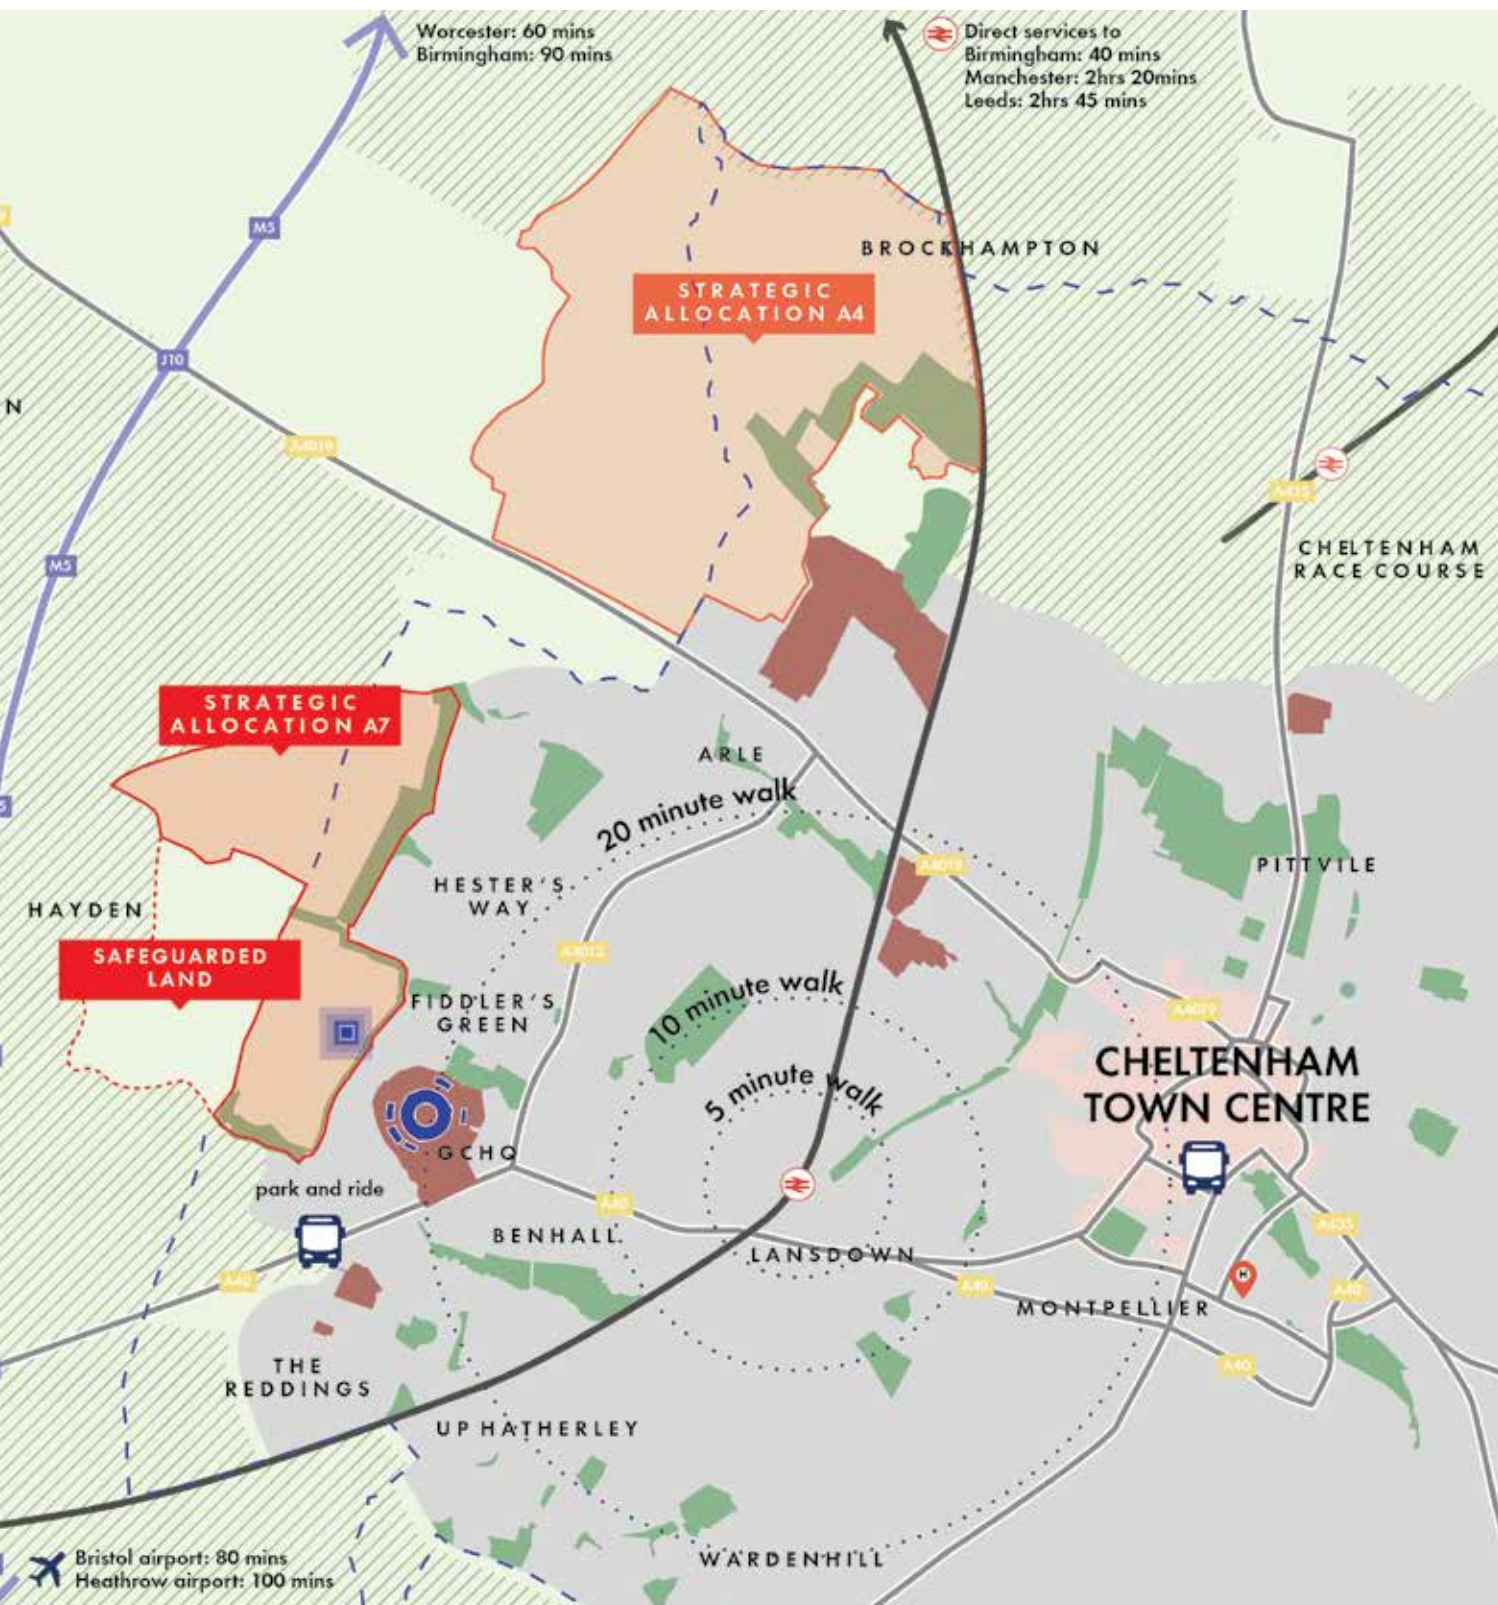 Worcester: 60 mins
Birmingham: 90 mins
Direct services to
Birmingham: 40 mins
Manchester: 2hrs 20mins
Leeds: 2hrs 45 mins
M5
BROCKHAMPTON
STRATEGIC
ALLOCATION A4
J10
N
A4019
A435
M5
CHELTENHAM
RACE COURSE
STRATEGIC
ALLOCATION A7
ARLE
20 minute walk
A4019
PITTVILE
HESTER'S
WAY
HAYDEN
A4013
SAFEGUARDED
LAND
FIDDLER'S
GREEN
10 minute walk
A4019
CHELTENHAM
TOWN CENTRE
5 minute walk
GCHQ
park and ride
A40
BENHALL
A435
LANSDOWN
A40
A40
H
A40
MONTPELLIER
A40
THE
REDDINGS
UP HATHERLEY
WARDENHILL
Bristol airport: 80 mins
Heathrow airport: 100 mins